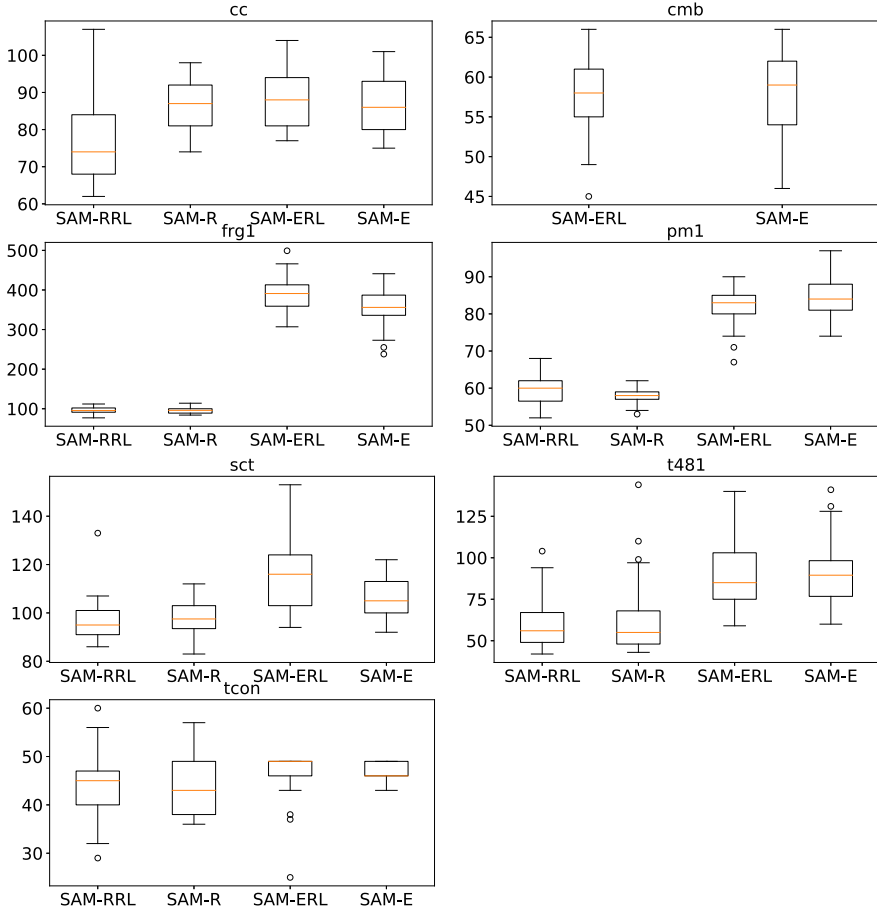 cc
100
90
80
70
60
SAM-RRL SAM-R SAM-ERL SAM-E
cmb
65
60
55
50
45
SAM-ERL SAM-E
frg1
500
400
300
200
100
SAM-RRL SAM-R SAM-ERL SAM-E
pm1
90
80
70
60
50
SAM-RRL SAM-R SAM-ERL SAM-E
sct
140
120
100
80
SAM-RRL SAM-R SAM-ERL SAM-E
t481
125
100
75
50
SAM-RRL SAM-R SAM-ERL SAM-E
tcon
60
50
40
30
SAM-RRL SAM-R SAM-ERL SAM-E